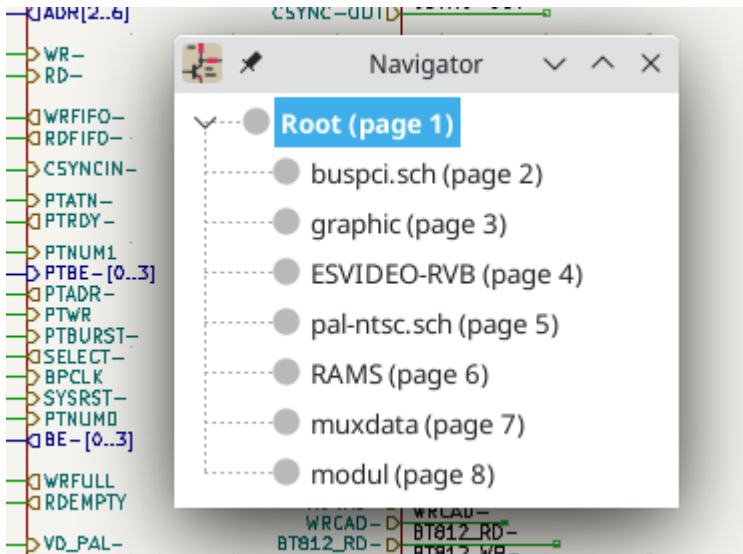 ADR[2..6]
CSYNC-OUT
WR-
RD-
WRFIFO-
RDFIFO-
CSYNCIN-
PTATN-
PTRDY-
PTNUM1
PTBE-[0..3]
PTADR-
PTWR
PTBURST-
SELECT-
BPCLK
SYSRST-
PTNUM0
BE-[0..3]
WRFULL
RDEMPTY
VD_PAL-
Navigator
Root (page 1)
buspci.sch (page 2)
graphic (page 3)
ESVIDEO-RVB (page 4)
pal-ntsc.sch (page 5)
RAMS (page 6)
muxdata (page 7)
modul (page 8)
WRCAD-
WRCAD-
BT812_RD-
BT812_RD-
BT812_WR-